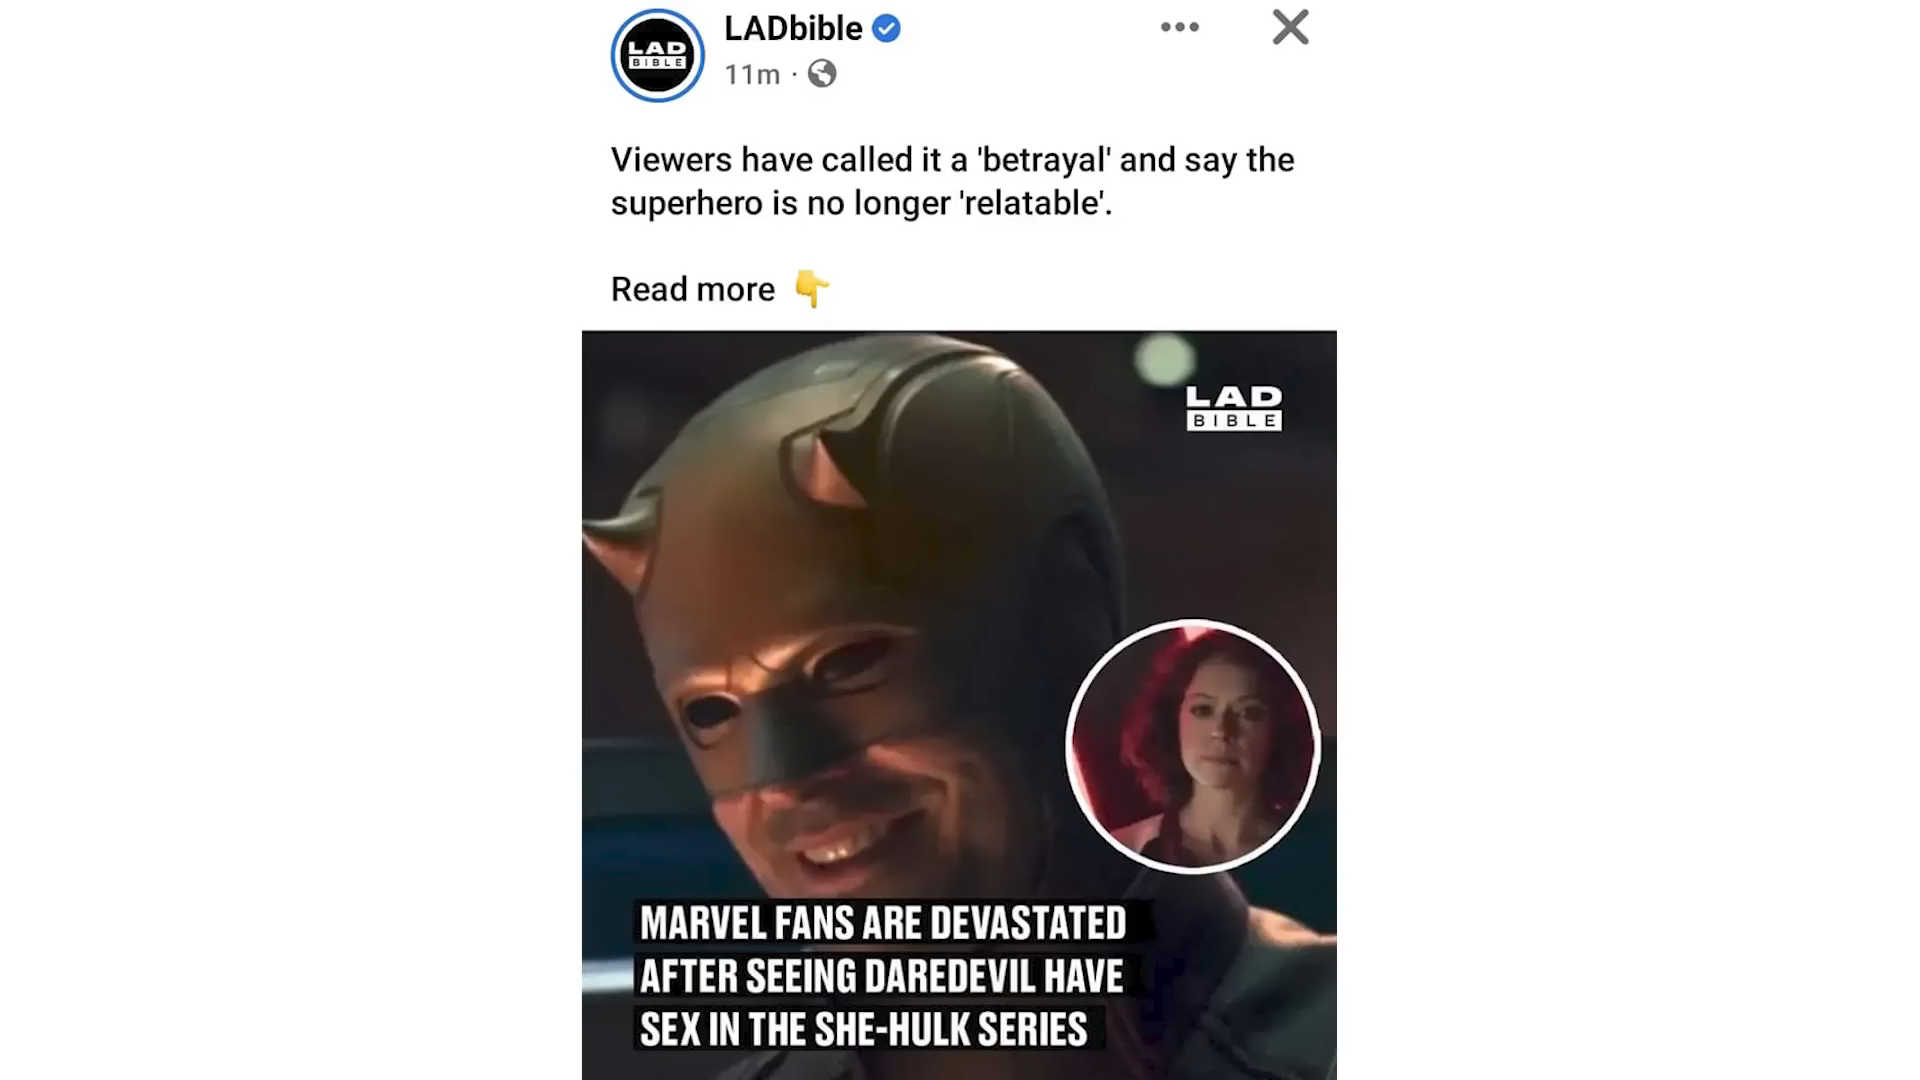 LAD
BIBLE
LADbible
11m ·
Viewers have called it a 'betrayal' and say the
superhero is no longer 'relatable'.
Read more 👇
LAD
BIBLE
MARVEL FANS ARE DEVASTATED
AFTER SEEING DAREDEVIL HAVE
SEX IN THE SHE-HULK SERIES